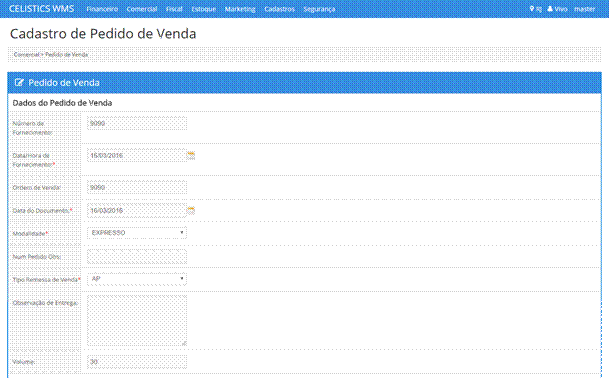 CELISTICS WMS Financeiro Comercial Fiscal Estoque Marketing Cadastros Segurança RJ Vivo master
Cadastro de Pedido de Venda
Comercial > Pedido de Venda
Pedido de Venda
Dados do Pedido de Venda
Número de
Fornecimento: 9090
Data/Hora de
Fornecimento:* 15/03/2016
Ordem de Venda: 9090
Data do Documento:* 16/03/2016
Modalidade* EXPRESSO
Num Pedido Gtrs:
Tipo Remessa de Venda* AP
Observação de Entrega:
Volume: 30